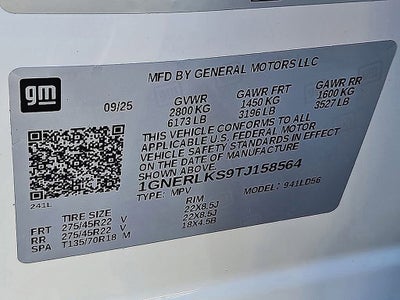 MFD BY GENERAL MOTORS LLC
gm
09/25
GVWR GAWR FRT GAWR RR
2800 KG 1450 KG 1600 KG
6173 LB 3196 LB 3527 LB
THIS VEHICLE CONFORMS TO ALL
APPLICABLE U.S. FEDERAL MOTOR
VEHICLE SAFETY STANDARDS IN EFFECT
ON THE DATE OF MANUFACTURE
1GNERLKS9TJ158564
TYPE: MPV MODEL: 941LD56
241L
TIRE SIZE RIM
FRT 275/45R22 V 22X8.5J
RR 275/45R22 V 22X8.5J
SPA T135/70R18 M 18X4.5B